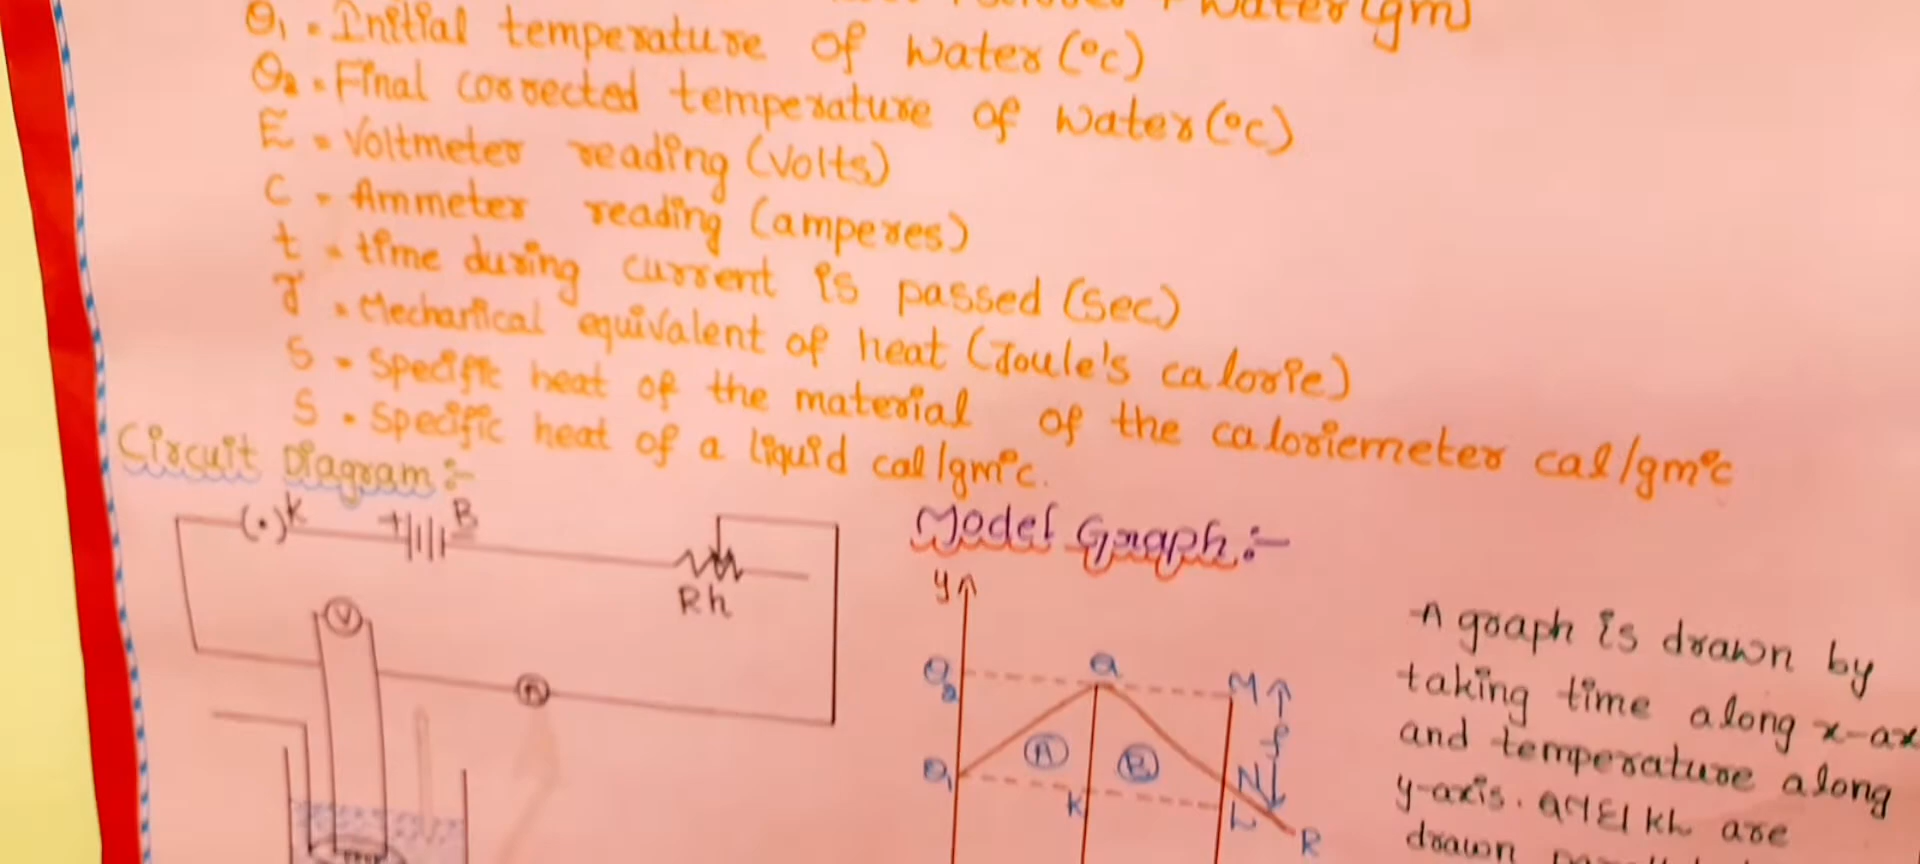 + water (gm)
θ₁ = Initial temperature of water (°c)
θ₂ = Final corrected temperature of water (°c)
E = Voltmeter reading (Volts)
C = Ammeter reading (amperes)
t = time during current is passed (sec)
J = Mechanical equivalent of heat (Joule's calorie)
S = Specific heat of the material of the caloriemeter cal/gm°c
S = Specific heat of a liquid cal/gm°c.
Circuit Diagram :-
(•) K
+ B
Rh
V
A
Model Graph :-
y
θ₂ Q M
f
A B
θ₁ K N
L
R
A graph is drawn by
taking time along x-ax
and temperature along
y-axis. are
drawn